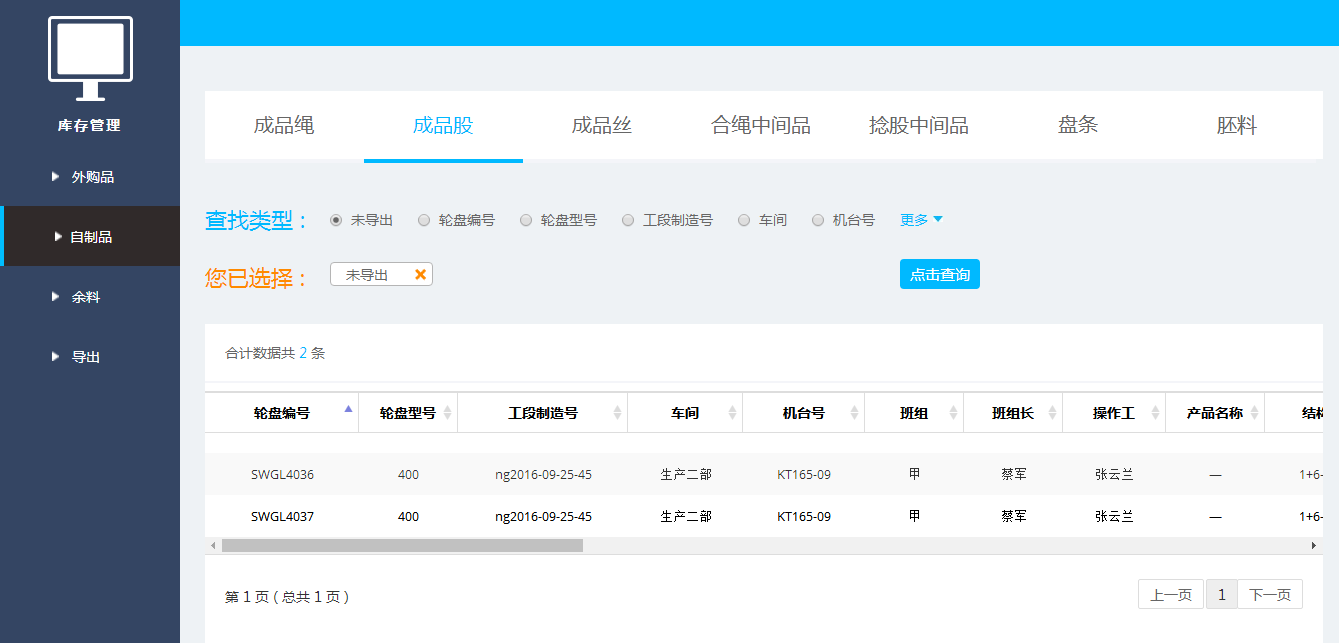 库存管理
外购品
自制品
余料
导出
成品绳 成品股 成品丝 合绳中间品 捻股中间品 盘条 胚料
查找类型： 未导出 轮盘编号 轮盘型号 工段制造号 车间 机台号 更多
您已选择： 未导出 点击查询
合计数据共 2 条
轮盘编号 轮盘型号 工段制造号 车间 机台号 班组 班组长 操作工 产品名称 结构
SWGL4036 400 ng2016-09-25-45 生产二部 KT165-09 甲 蔡军 张云兰 — 1+6-
SWGL4037 400 ng2016-09-25-45 生产二部 KT165-09 甲 蔡军 张云兰 — 1+6-
第 1 页 ( 总共 1 页 ) 上一页 1 下一页